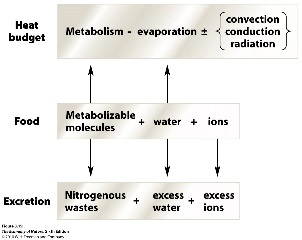 Heat
budget
Metabolism - evaporation ±
convection
conduction
radiation
Food
Metabolizable
molecules
+ water + ions
Excretion
Nitrogenous
wastes
+ excess
water
+ excess
ions